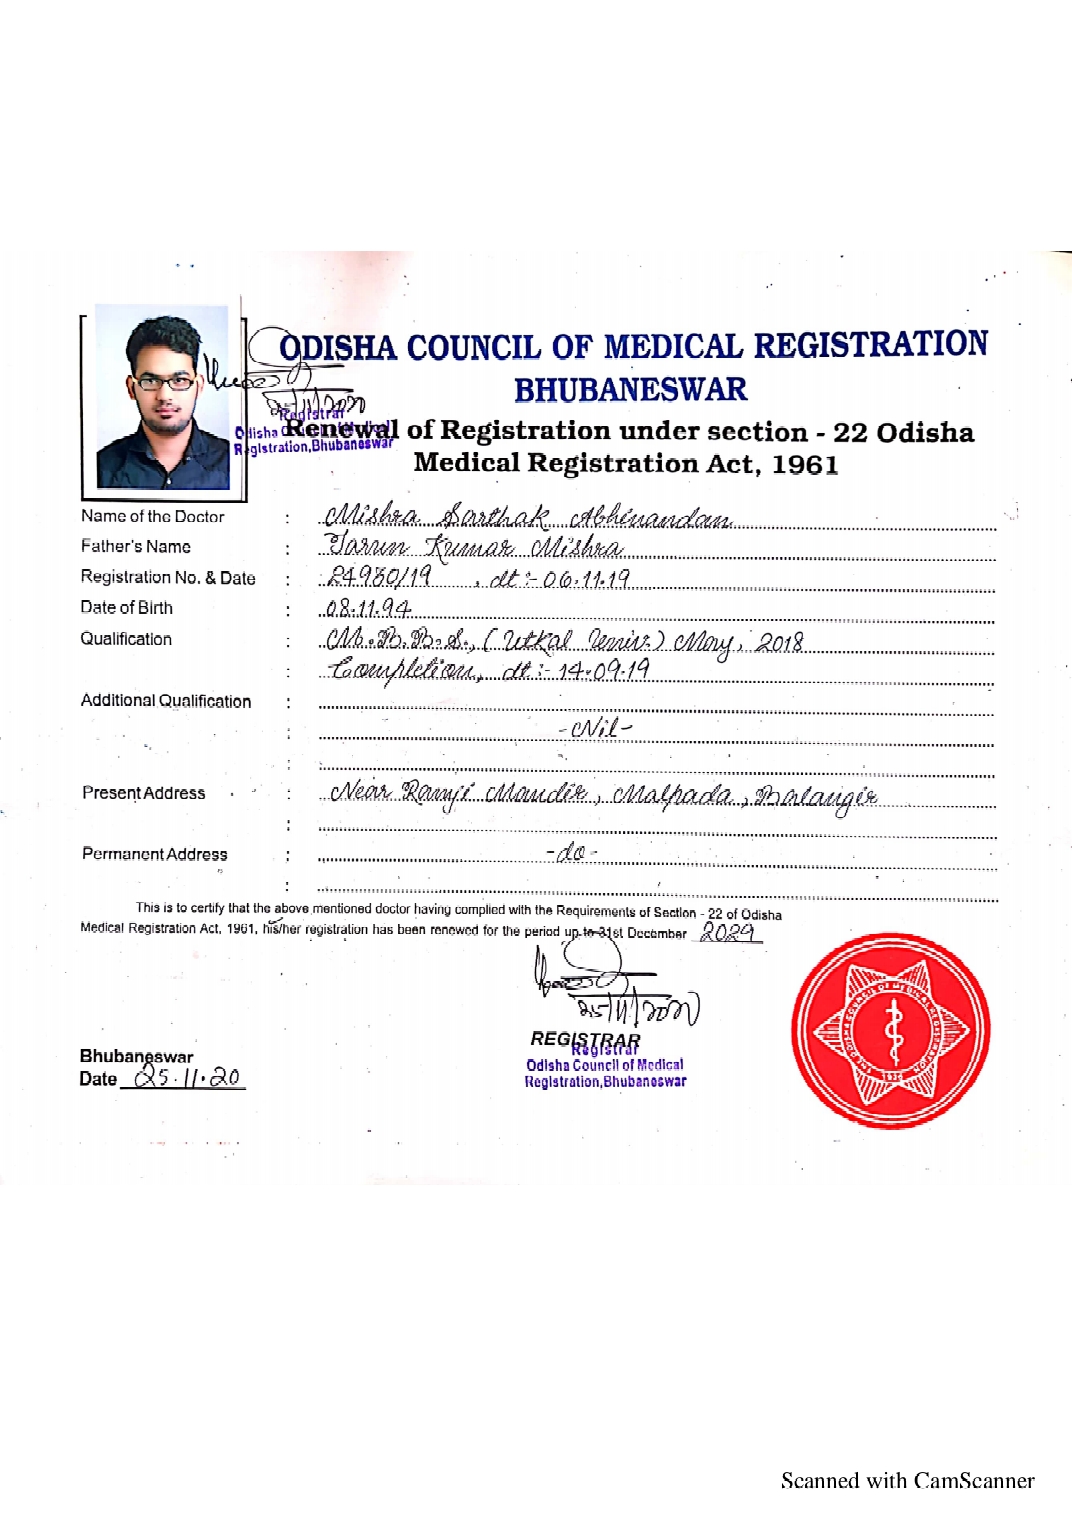 ODISHA COUNCIL OF MEDICAL REGISTRATION
BHUBANESWAR
Renewal of Registration under section - 22 Odisha
Medical Registration Act, 1961
25/11/2020
Registrar
Odisha Council of Medical
Registration,Bhubaneswar
Name of the Doctor : Mishra Sarthak Abhinandan
Father's Name : Tarun Kumar Mishra
Registration No. & Date : 24980/19 , dt :- 06.11.19
Date of Birth : 08.11.94
Qualification : M.B.B.S., (Utkal Univ.) May, 2018
: Completion, dt :- 14.09.19
Additional Qualification :
: -Nil-
:
Present Address : Near Ramji Mandir, Malpada, Balangir
:
Permanent Address : -do-
:
This is to certify that the above mentioned doctor having complied with the Requirements of Section - 22 of Odisha
Medical Registration Act, 1961, his/her registration has been renewed for the period up to 31st December 2029
25/11/2020
REGISTRAR
Registrar
Odisha Council of Medical
Registration,Bhubaneswar
Bhubaneswar
Date 25.11.20
THE ODISHA COUNCIL OF MEDICAL REGISTRATION
1936
Scanned with CamScanner